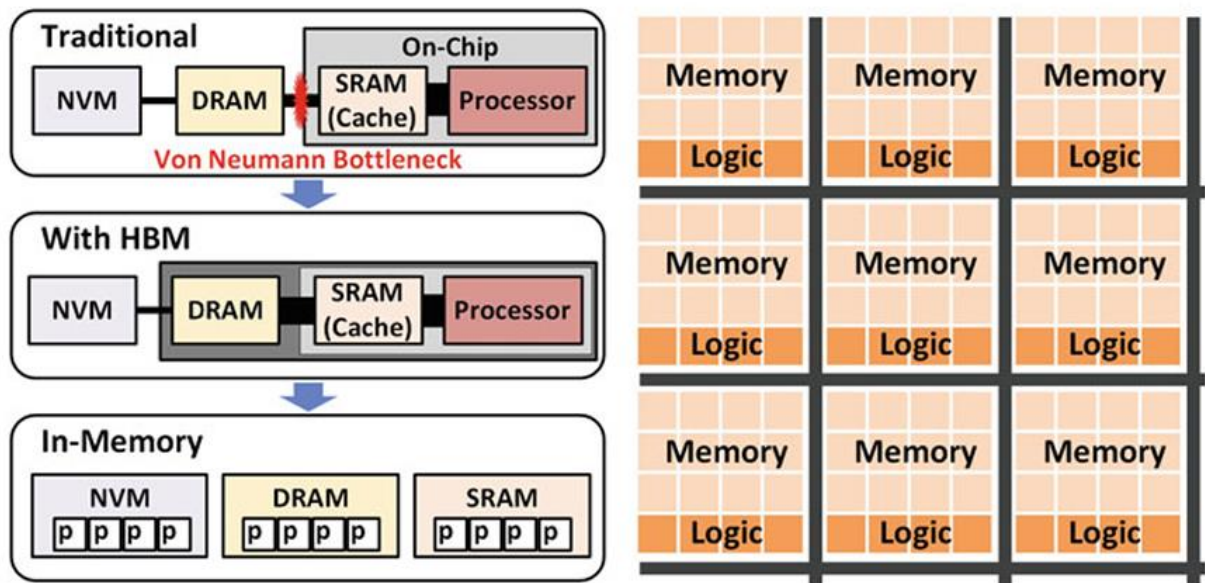 Traditional
On-Chip
NVM
DRAM
SRAM
(Cache)
Processor
Von Neumann Bottleneck
With HBM
NVM
DRAM
SRAM
(Cache)
Processor
In-Memory
NVM
p p p p
DRAM
p p p p
SRAM
p p p p
Memory
Memory
Memory
Logic
Logic
Logic
Memory
Memory
Memory
Logic
Logic
Logic
Memory
Memory
Memory
Logic
Logic
Logic